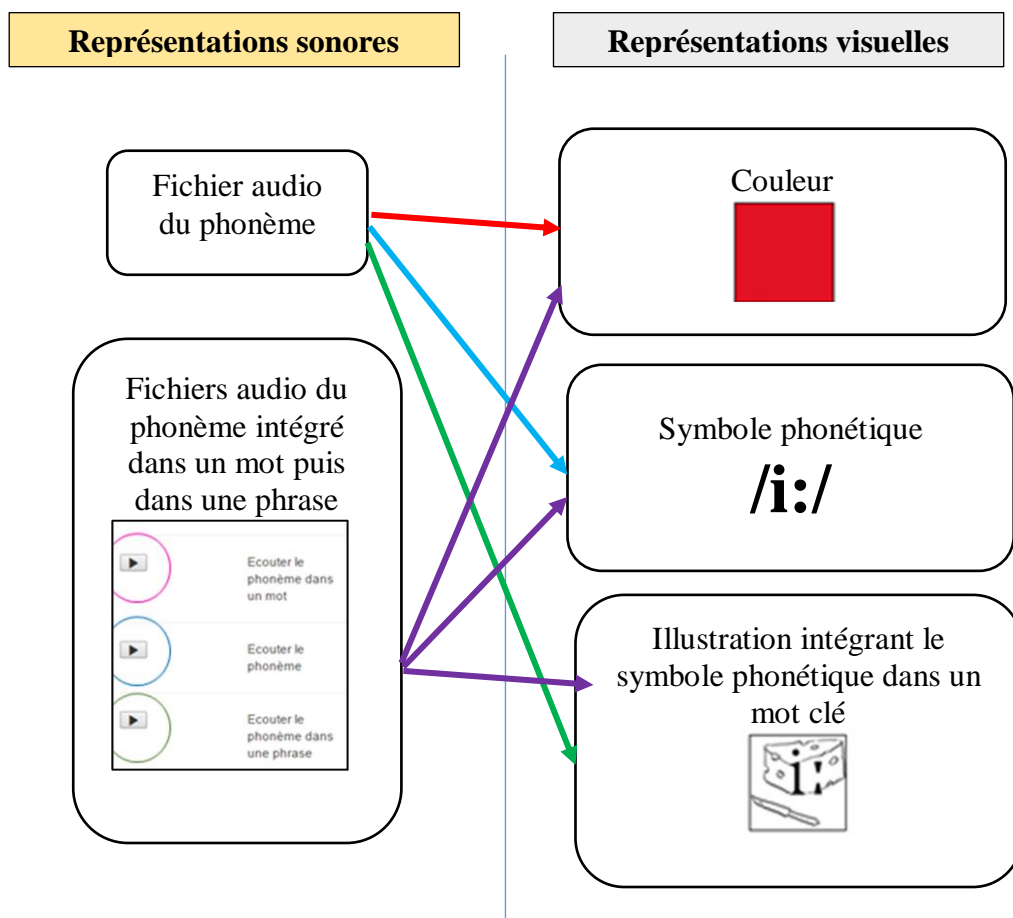 Représentations sonores
Représentations visuelles
Fichier audio
du phonème
Couleur
Fichiers audio du
phonème intégré
dans un mot puis
dans une phrase
Ecouter le
phonème dans
un mot
Ecouter le
phonème
Ecouter le
phonème dans
une phrase
Symbole phonétique
/i:/
Illustration intégrant le
symbole phonétique dans un
mot clé
i: